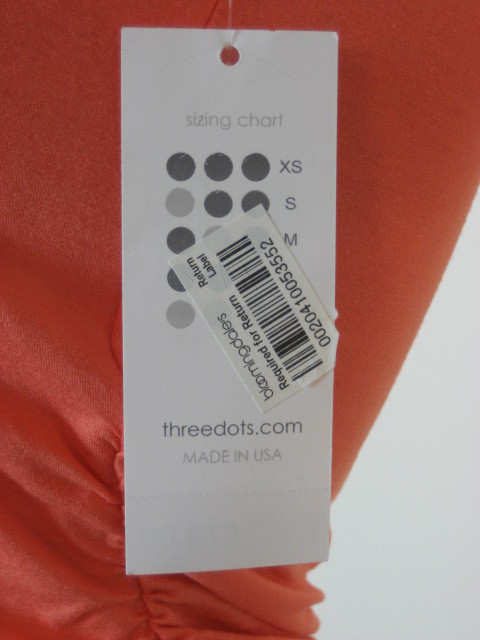 sizing chart
XS
S
M
Return
Label
0020410053552
Required for Return
bloomingdale's
threedots.com
MADE IN USA